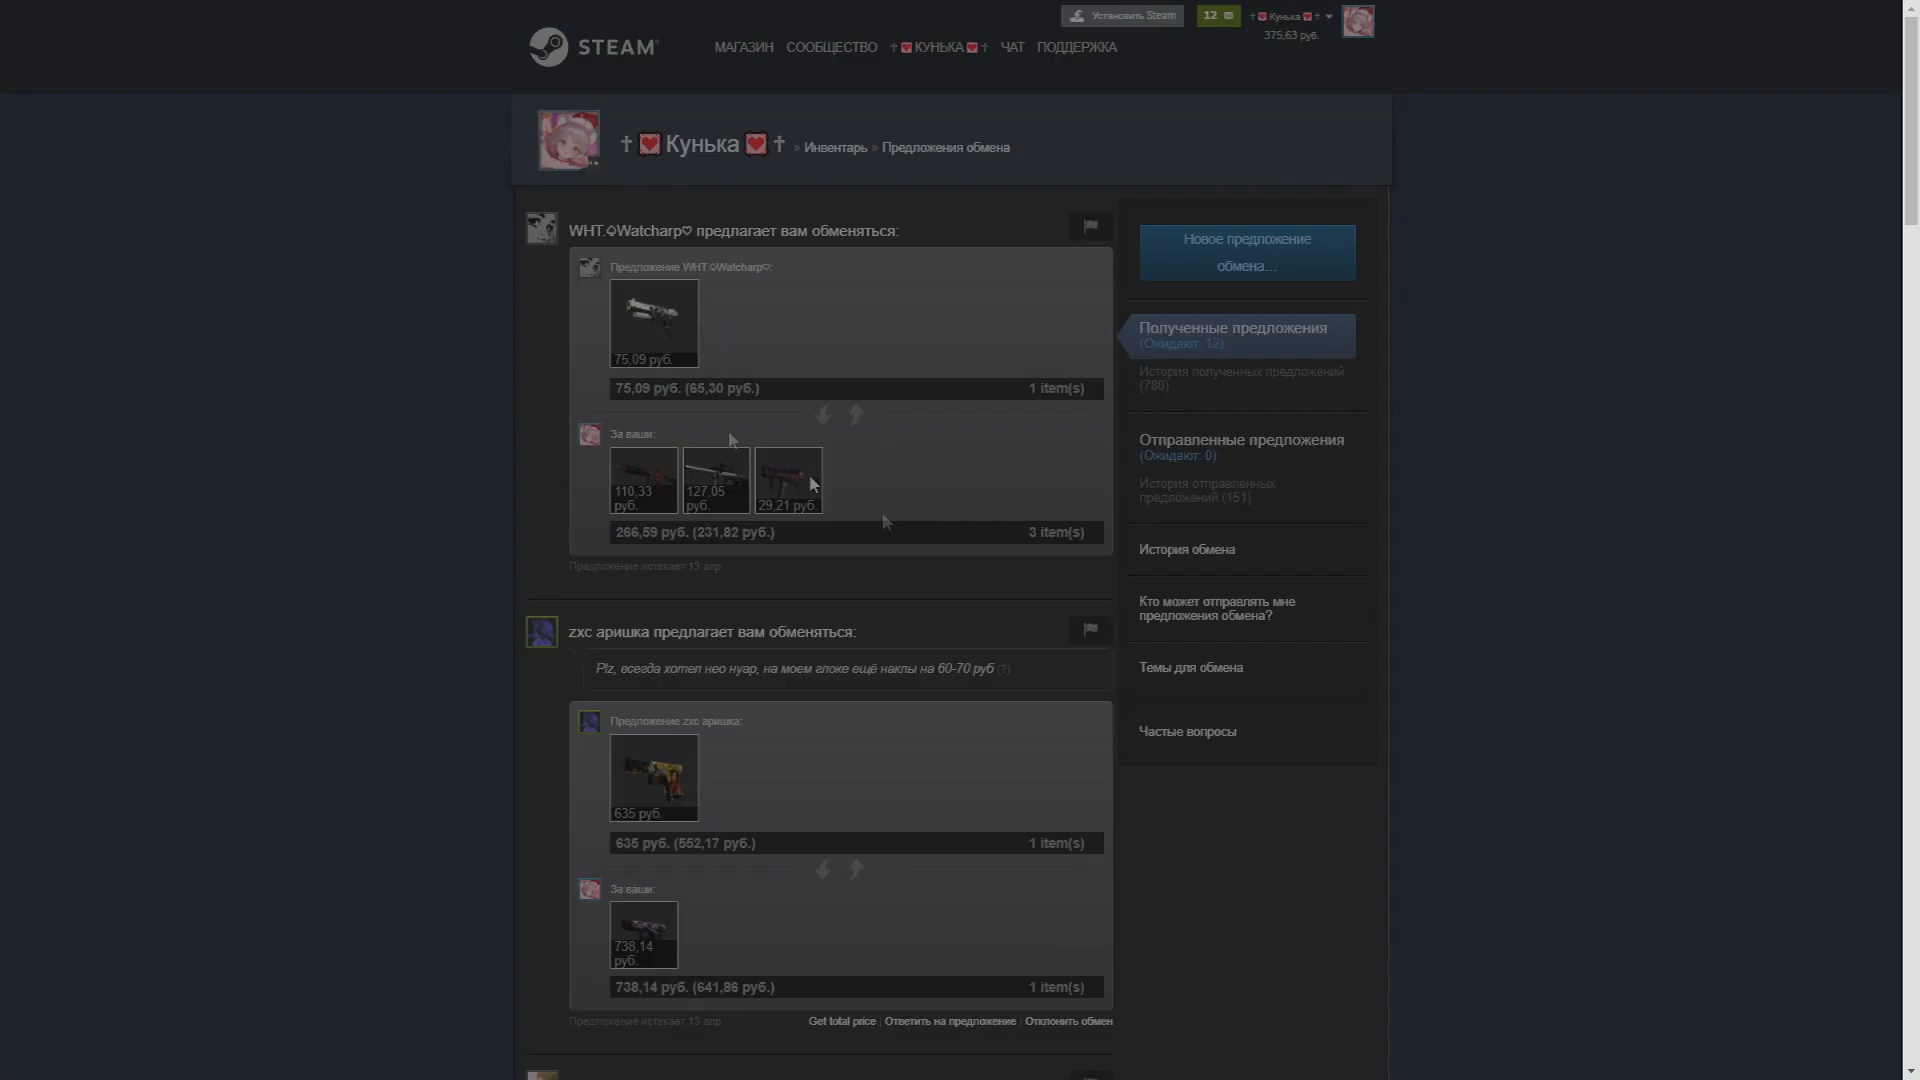 Установить Steam
12
†💟Кунька💟†
375,63 руб.
STEAM
МАГАЗИН СООБЩЕСТВО †💟КУНЬКА💟† ЧАТ ПОДДЕРЖКА
†💟Кунька💟† » Инвентарь » Предложения обмена
WHT.♤Watcharp♡ предлагает вам обменяться:
Предложение WHT.♤Watcharp♡:
75,09 руб.
75,09 руб. (65,30 руб.) 1 item(s)
За ваши:
110,33 руб.
127,05 руб.
29,21 руб.
266,59 руб. (231,82 руб.) 3 item(s)
Предложение истекает 13 апр
zxc аришка предлагает вам обменяться:
Plz, всегда хотел нео нуар, на моем глоке ещё наклы на 60-70 руб (?)
Предложение zxc аришка:
635 руб.
635 руб. (552,17 руб.) 1 item(s)
За ваши:
738,14 руб.
738,14 руб. (641,86 руб.) 1 item(s)
Предложение истекает 13 апр
Get total price | Ответить на предложение | Отклонить обмен
Новое предложение
обмена...
Полученные предложения
(Ожидают: 12)
История полученных предложений
(780)
Отправленные предложения
(Ожидают: 0)
История отправленных
предложений (151)
История обмена
Кто может отправлять мне
предложения обмена?
Темы для обмена
Частые вопросы